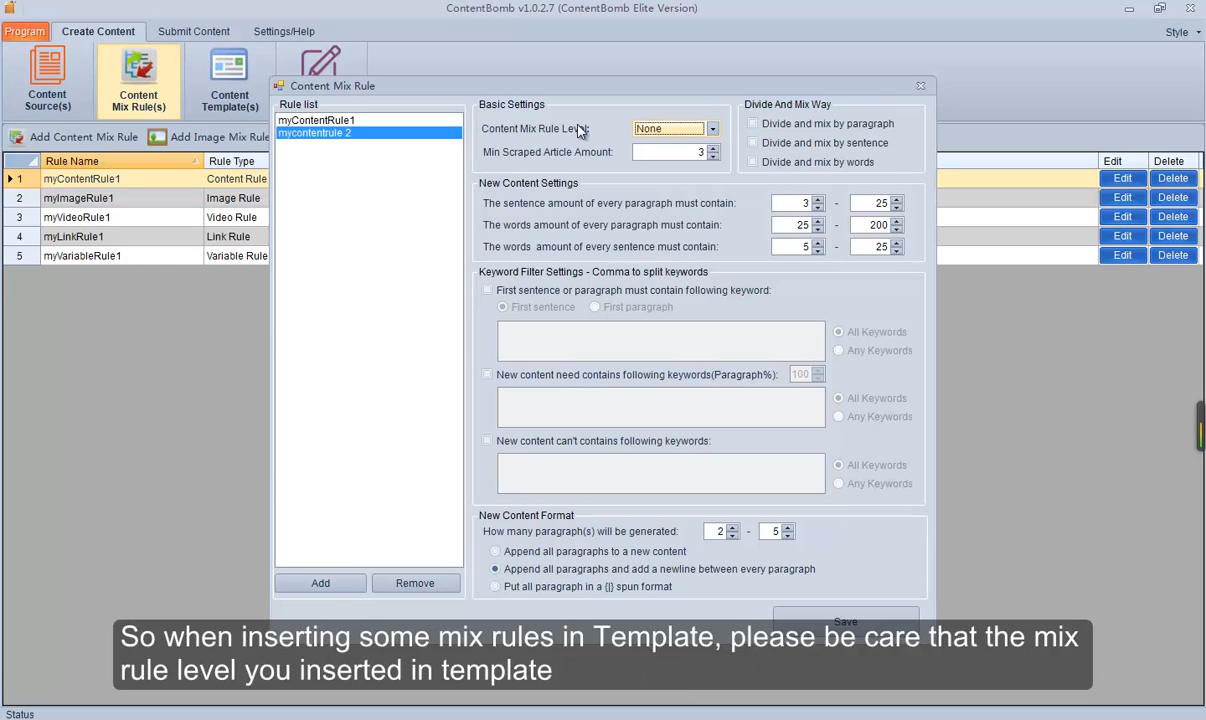 ContentBomb v1.0.2.7 (ContentBomb Elite Version)
Program Create Content Submit Content Settings/Help Style
Content Source(s)
Content Mix Rule(s)
Content Template(s)
Add Content Mix Rule Add Image Mix
Rule Name Rule Type Edit Delete
1 myContentRule1 Content Rule Edit Delete
2 myImageRule1 Image Rule Edit Delete
3 myVideoRule1 Video Rule Edit Delete
4 myLinkRule1 Link Rule Edit Delete
5 myVariableRule1 Variable Rule Edit Delete
Content Mix Rule
Rule list
myContentRule1
mycontentrule 2
Add Remove
Basic Settings
Content Mix Rule Level: None
Min Scraped Article Amount: 3
Divide And Mix Way
Divide and mix by paragraph
Divide and mix by sentence
Divide and mix by words
New Content Settings
The sentence amount of every paragraph must contain: 3 - 25
The words amount of every paragraph must contain: 25 - 200
The words amount of every sentence must contain: 5 - 25
Keyword Filter Settings - Comma to split keywords
First sentence or paragraph must contain following keyword:
First sentence First paragraph
All Keywords
Any Keywords
New content need contains following keywords(Paragraph%): 100
All Keywords
Any Keywords
New content can't contains following keywords:
All Keywords
Any Keywords
New Content Format
How many paragraph(s) will be generated: 2 - 5
Append all paragraphs to a new content
Append all paragraphs and add a newline between every paragraph
Put all paragraph in a {|} spun format
Save
So when inserting some mix rules in Template, please be care that the mix
rule level you inserted in template
Status